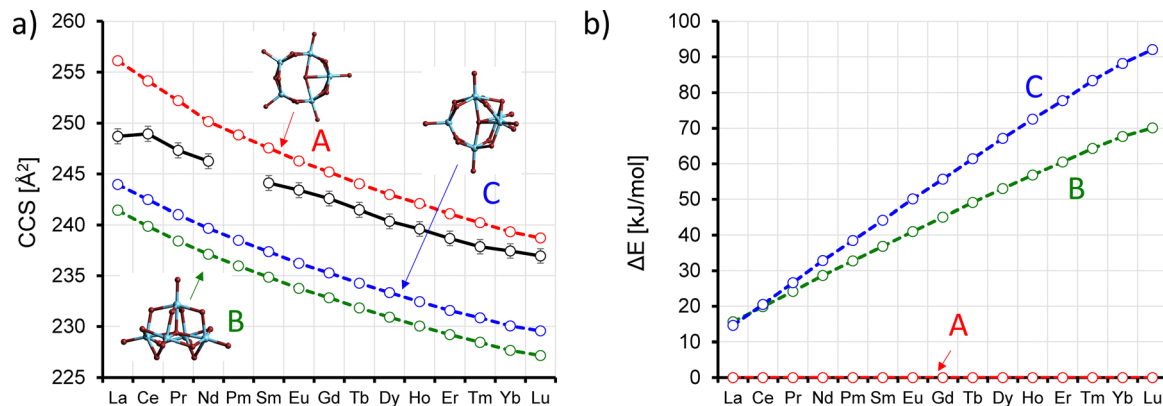 a)
CCS [Å²]
260
255
250
245
240
235
230
225
A
C
B
La Ce Pr Nd Pm Sm Eu Gd Tb Dy Ho Er Tm Yb Lu
b)
ΔE [kJ/mol]
100
90
80
70
60
50
40
30
20
10
0
C
B
A
La Ce Pr Nd Pm Sm Eu Gd Tb Dy Ho Er Tm Yb Lu